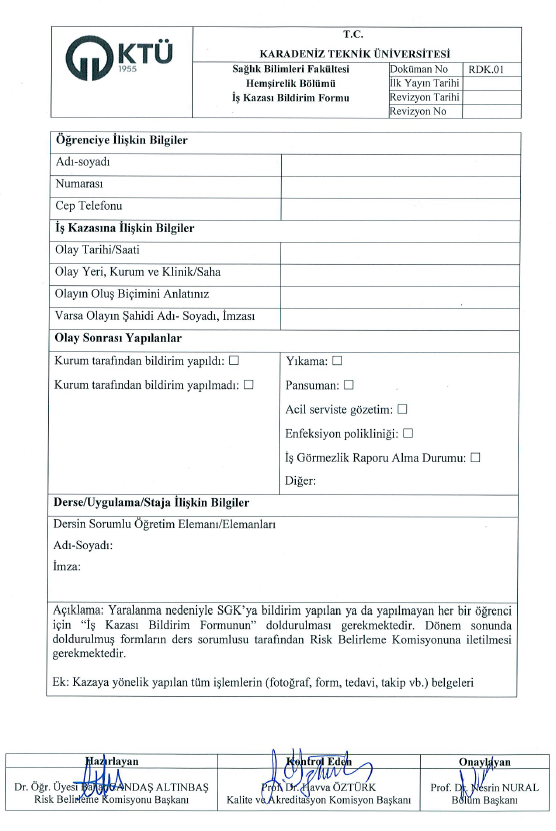 KTÜ
1955
T.C.
KARADENİZ TEKNİK ÜNİVERSİTESİ
Sağlık Bilimleri Fakültesi
Hemşirelik Bölümü
İş Kazası Bildirim Formu
Doküman No RDK.01
İlk Yayın Tarihi
Revizyon Tarihi
Revizyon No
Öğrenciye İlişkin Bilgiler
Adı-soyadı
Numarası
Cep Telefonu
İş Kazasına İlişkin Bilgiler
Olay Tarihi/Saati
Olay Yeri, Kurum ve Klinik/Saha
Olayın Oluş Biçimini Anlatınız
Varsa Olayın Şahidi Adı- Soyadı, İmzası
Olay Sonrası Yapılanlar
Kurum tarafından bildirim yapıldı: ☐
Kurum tarafından bildirim yapılmadı: ☐
Yıkama: ☐
Pansuman: ☐
Acil serviste gözetim: ☐
Enfeksiyon polikliniği: ☐
İş Görmezlik Raporu Alma Durumu: ☐
Diğer:
Derse/Uygulama/Staja İlişkin Bilgiler
Dersin Sorumlu Öğretim Elemanı/Elemanları
Adı-Soyadı:
İmza:
Açıklama: Yaralanma nedeniyle SGK'ya bildirim yapılan ya da yapılmayan her bir öğrenci
için "İş Kazası Bildirim Formunun" doldurulması gerekmektedir. Dönem sonunda
doldurulmuş formların ders sorumlusu tarafından Risk Belirleme Komisyonuna iletilmesi
gerekmektedir.
Ek: Kazaya yönelik yapılan tüm işlemlerin (fotoğraf, form, tedavi, takip vb.) belgeleri
Hazırlayan
Dr. Öğr. Üyesi ALTINBAŞ
Risk Belirleme Komisyonu Başkanı
Kontrol Eden
Prof. Dr. Havva ÖZTÜRK
Kalite ve Akreditasyon Komisyon Başkanı
Onaylayan
Prof. Dr. Nesrin NURAL
Bölüm Başkanı